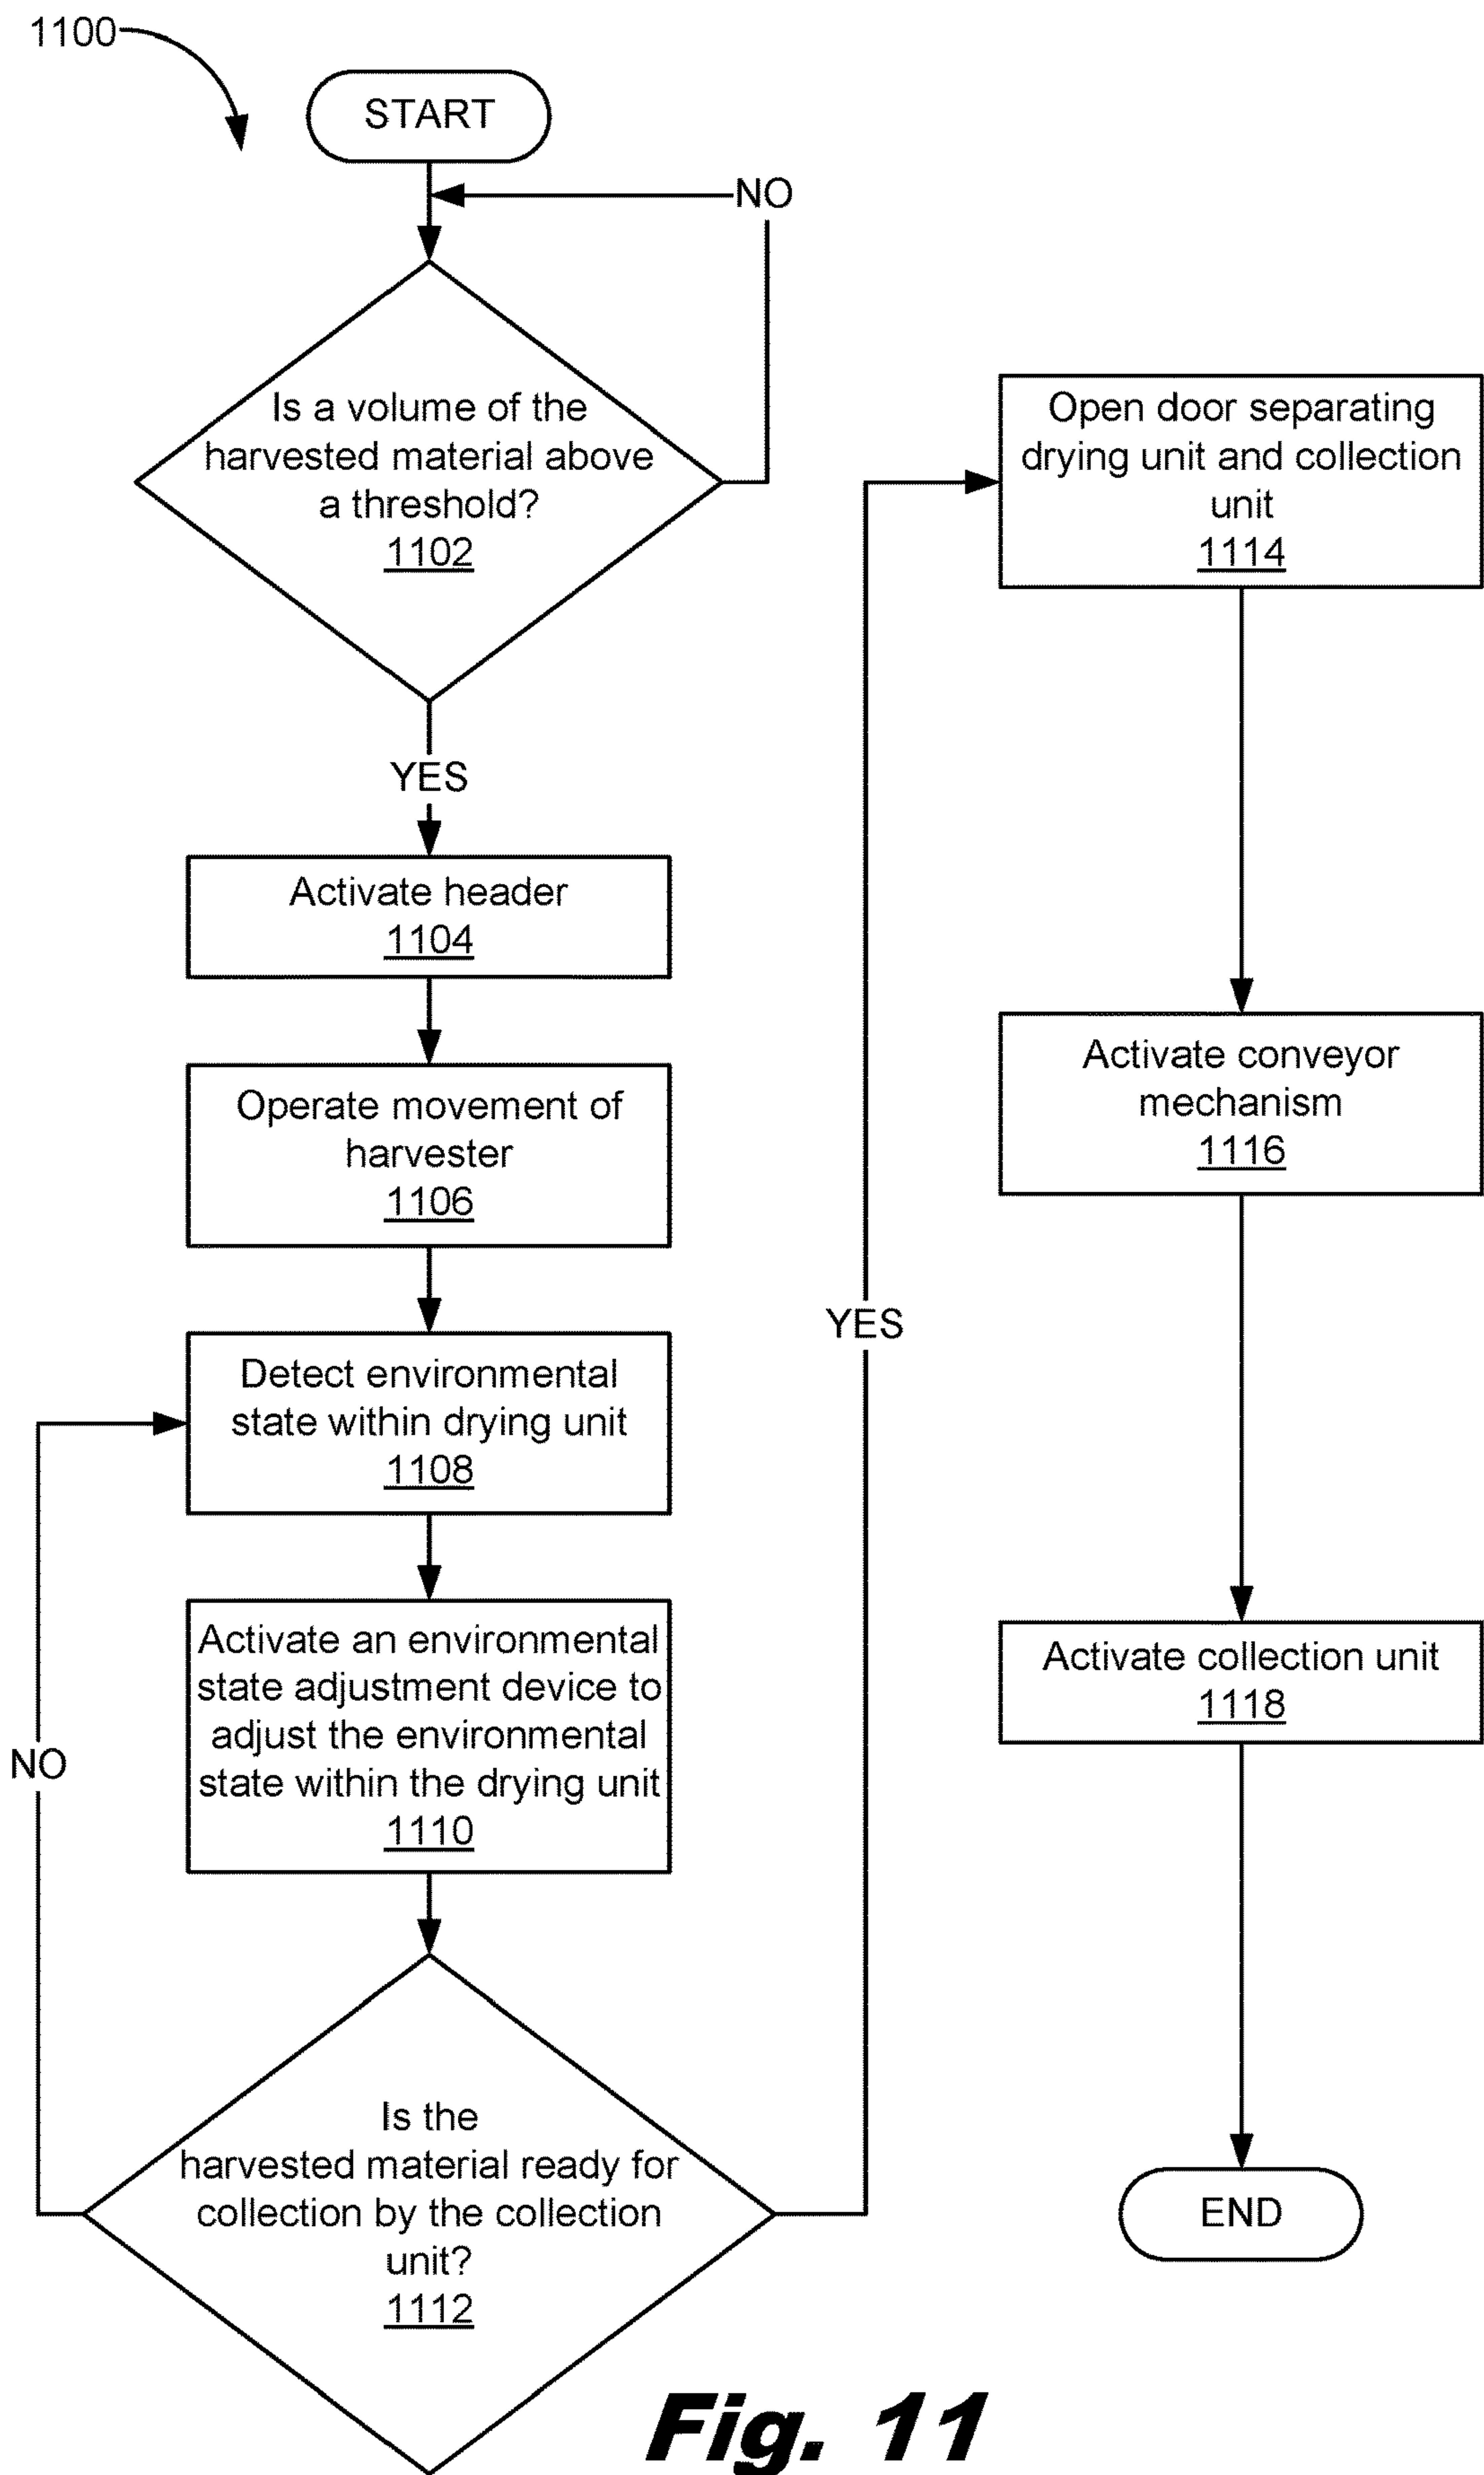 1100
START
NO
Is a volume of the
harvested material above
a threshold?
1102
YES
Activate header
1104
Operate movement of
harvester
1106
Detect environmental
state within drying unit
1108
Activate an environmental
state adjustment device to
adjust the environmental
state within the drying unit
1110
NO
Is the
harvested material ready for
collection by the collection
unit?
1112
YES
Open door separating
drying unit and collection
unit
1114
Activate conveyor
mechanism
1116
Activate collection unit
1118
END
Fig. 11